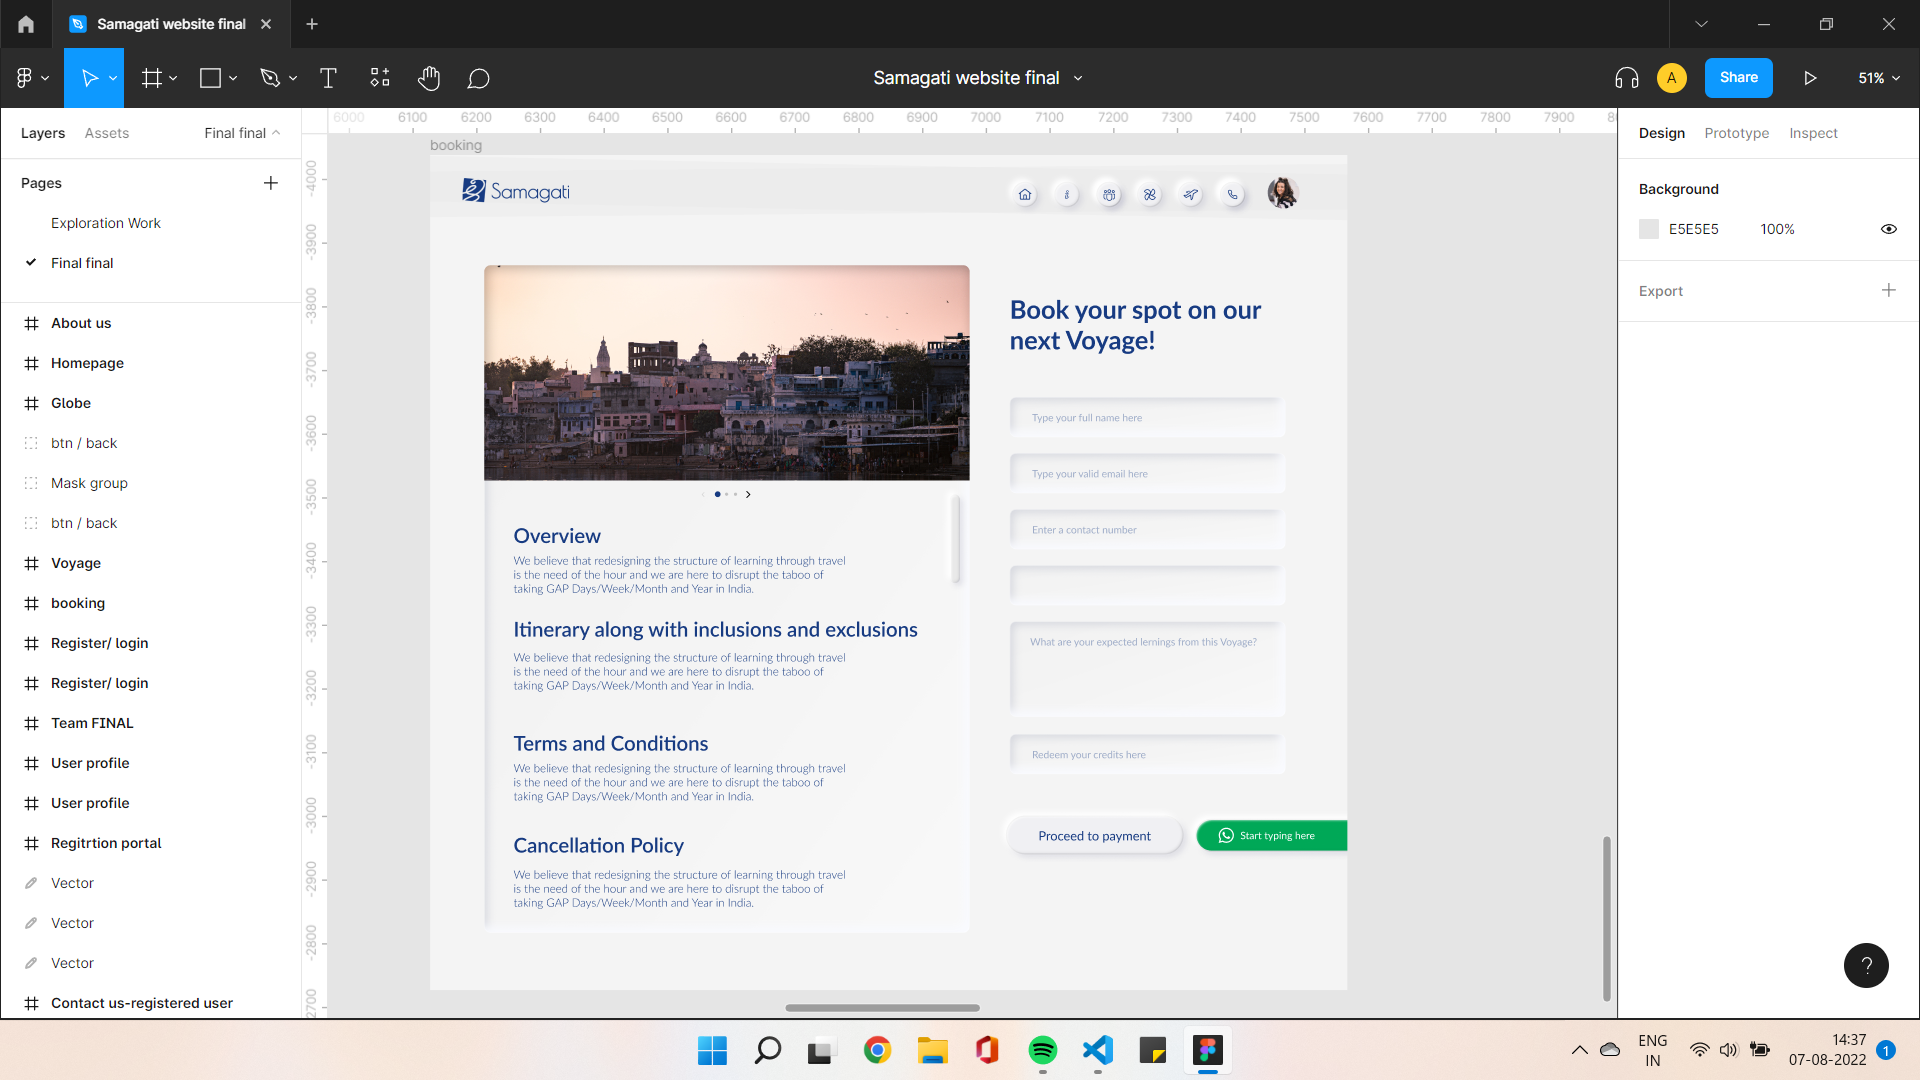 Samagati website final
Samagati website final
A
Share
51%
Layers
Assets
Final final
Pages
Exploration Work
Final final
About us
Homepage
Globe
btn / back
Mask group
btn / back
Voyage
booking
Register/ login
Register/ login
Team FINAL
User profile
User profile
Regitrtion portal
Vector
Vector
Vector
Contact us-registered user
6000 6100 6200 6300 6400 6500 6600 6700 6800 6900 7000 7100 7200 7300 7400 7500 7600 7700 7800 7900
-4000
-3900
-3800
-3700
-3600
-3500
-3400
-3300
-3200
-3100
-3000
-2900
-2800
booking
Samagati
Overview
We believe that redesigning the structure of learning through travel
is the need of the hour and we are here to disrupt the taboo of
taking GAP Days/Week/Month and Year in India.
Itinerary along with inclusions and exclusions
We believe that redesigning the structure of learning through travel
is the need of the hour and we are here to disrupt the taboo of
taking GAP Days/Week/Month and Year in India.
Terms and Conditions
We believe that redesigning the structure of learning through travel
is the need of the hour and we are here to disrupt the taboo of
taking GAP Days/Week/Month and Year in India.
Cancellation Policy
We believe that redesigning the structure of learning through travel
is the need of the hour and we are here to disrupt the taboo of
taking GAP Days/Week/Month and Year in India.
Book your spot on our
next Voyage!
Type your full name here
Type your valid email here
Enter a contact number
What are your expected lernings from this Voyage?
Redeem your credits here
Proceed to payment
Start typing here
Design
Prototype
Inspect
Background
E5E5E5
100%
Export
?
ENG
IN
14:37
07-08-2022
1